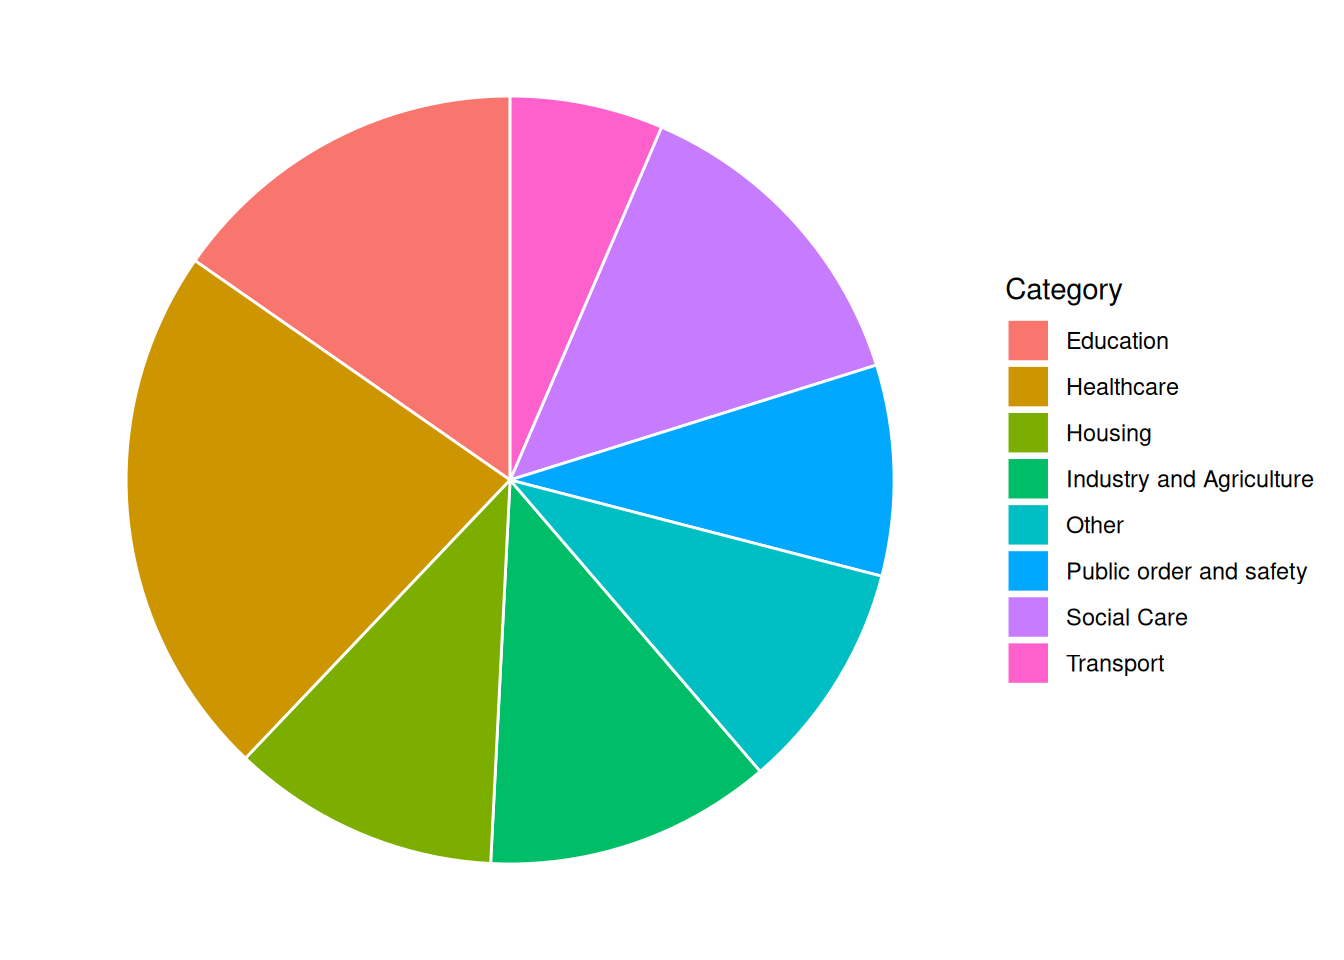 Category
Education
Healthcare
Housing
Industry and Agriculture
Other
Public order and safety
Social Care
Transport